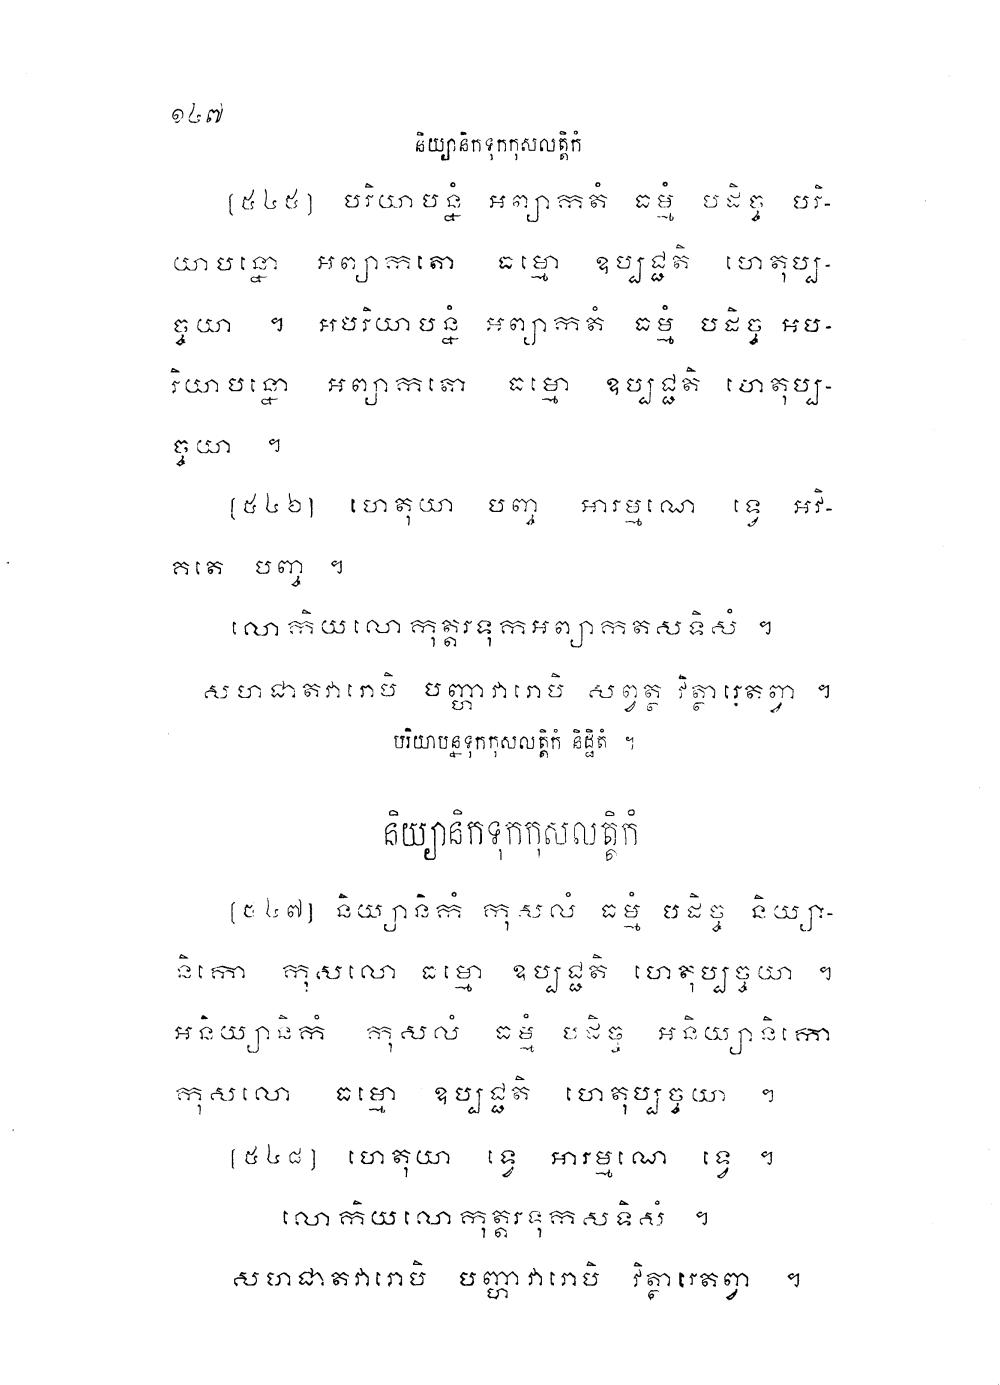 ១៤៧
និយ្យានិកទុកកុសលត្តិកំ
[៥៤៥] បរិយាបន្នំ អព្យាកតំ ធម្មំ បដិច្ច បរិ-
យាបន្នោ អព្យាកតោ ធម្មោ ឧប្បជ្ជតិ ហេតុប្ប-
ច្ចយា ។ អបរិយាបន្នំ អព្យាកតំ ធម្មំ បដិច្ច អប-
រិយាបន្នោ អព្យាកតោ ធម្មោ ឧប្បជ្ជតិ ហេតុប្ប-
ច្ចយា ។
[៥៤៦] ហេតុយា បញ្ច អារម្មណេ ទ្វេ អវិ-
កតេ បញ្ច ។
លោកិយលោកុត្តរទុកអព្យាកតសទិសំ ។
សហជាតវារេបិ បញ្ហាវារេបិ សព្វត្ថ វិត្ថារេតព្វា ។
បរិយាបន្នទុកកុសលត្តិកំ និដ្ឋិតំ ។
និយ្យានិកទុកកុសលត្តិកំ
[៥៤៧] និយ្យានិកំ កុសលំ ធម្មំ បដិច្ច និយ្យា-
និកោ កុសលោ ធម្មោ ឧប្បជ្ជតិ ហេតុប្បច្ចយា ។
អនិយ្យានិកំ កុសលំ ធម្មំ បដិច្ច អនិយ្យានិកោ
កុសលោ ធម្មោ ឧប្បជ្ជតិ ហេតុប្បច្ចយា ។
[៥៤៨] ហេតុយា ទ្វេ អារម្មណេ ទ្វេ ។
លោកិយលោកុត្តរទុកសទិសំ ។
សហជាតវារេបិ បញ្ហាវារេបិ វិត្ថារេតព្វា ។